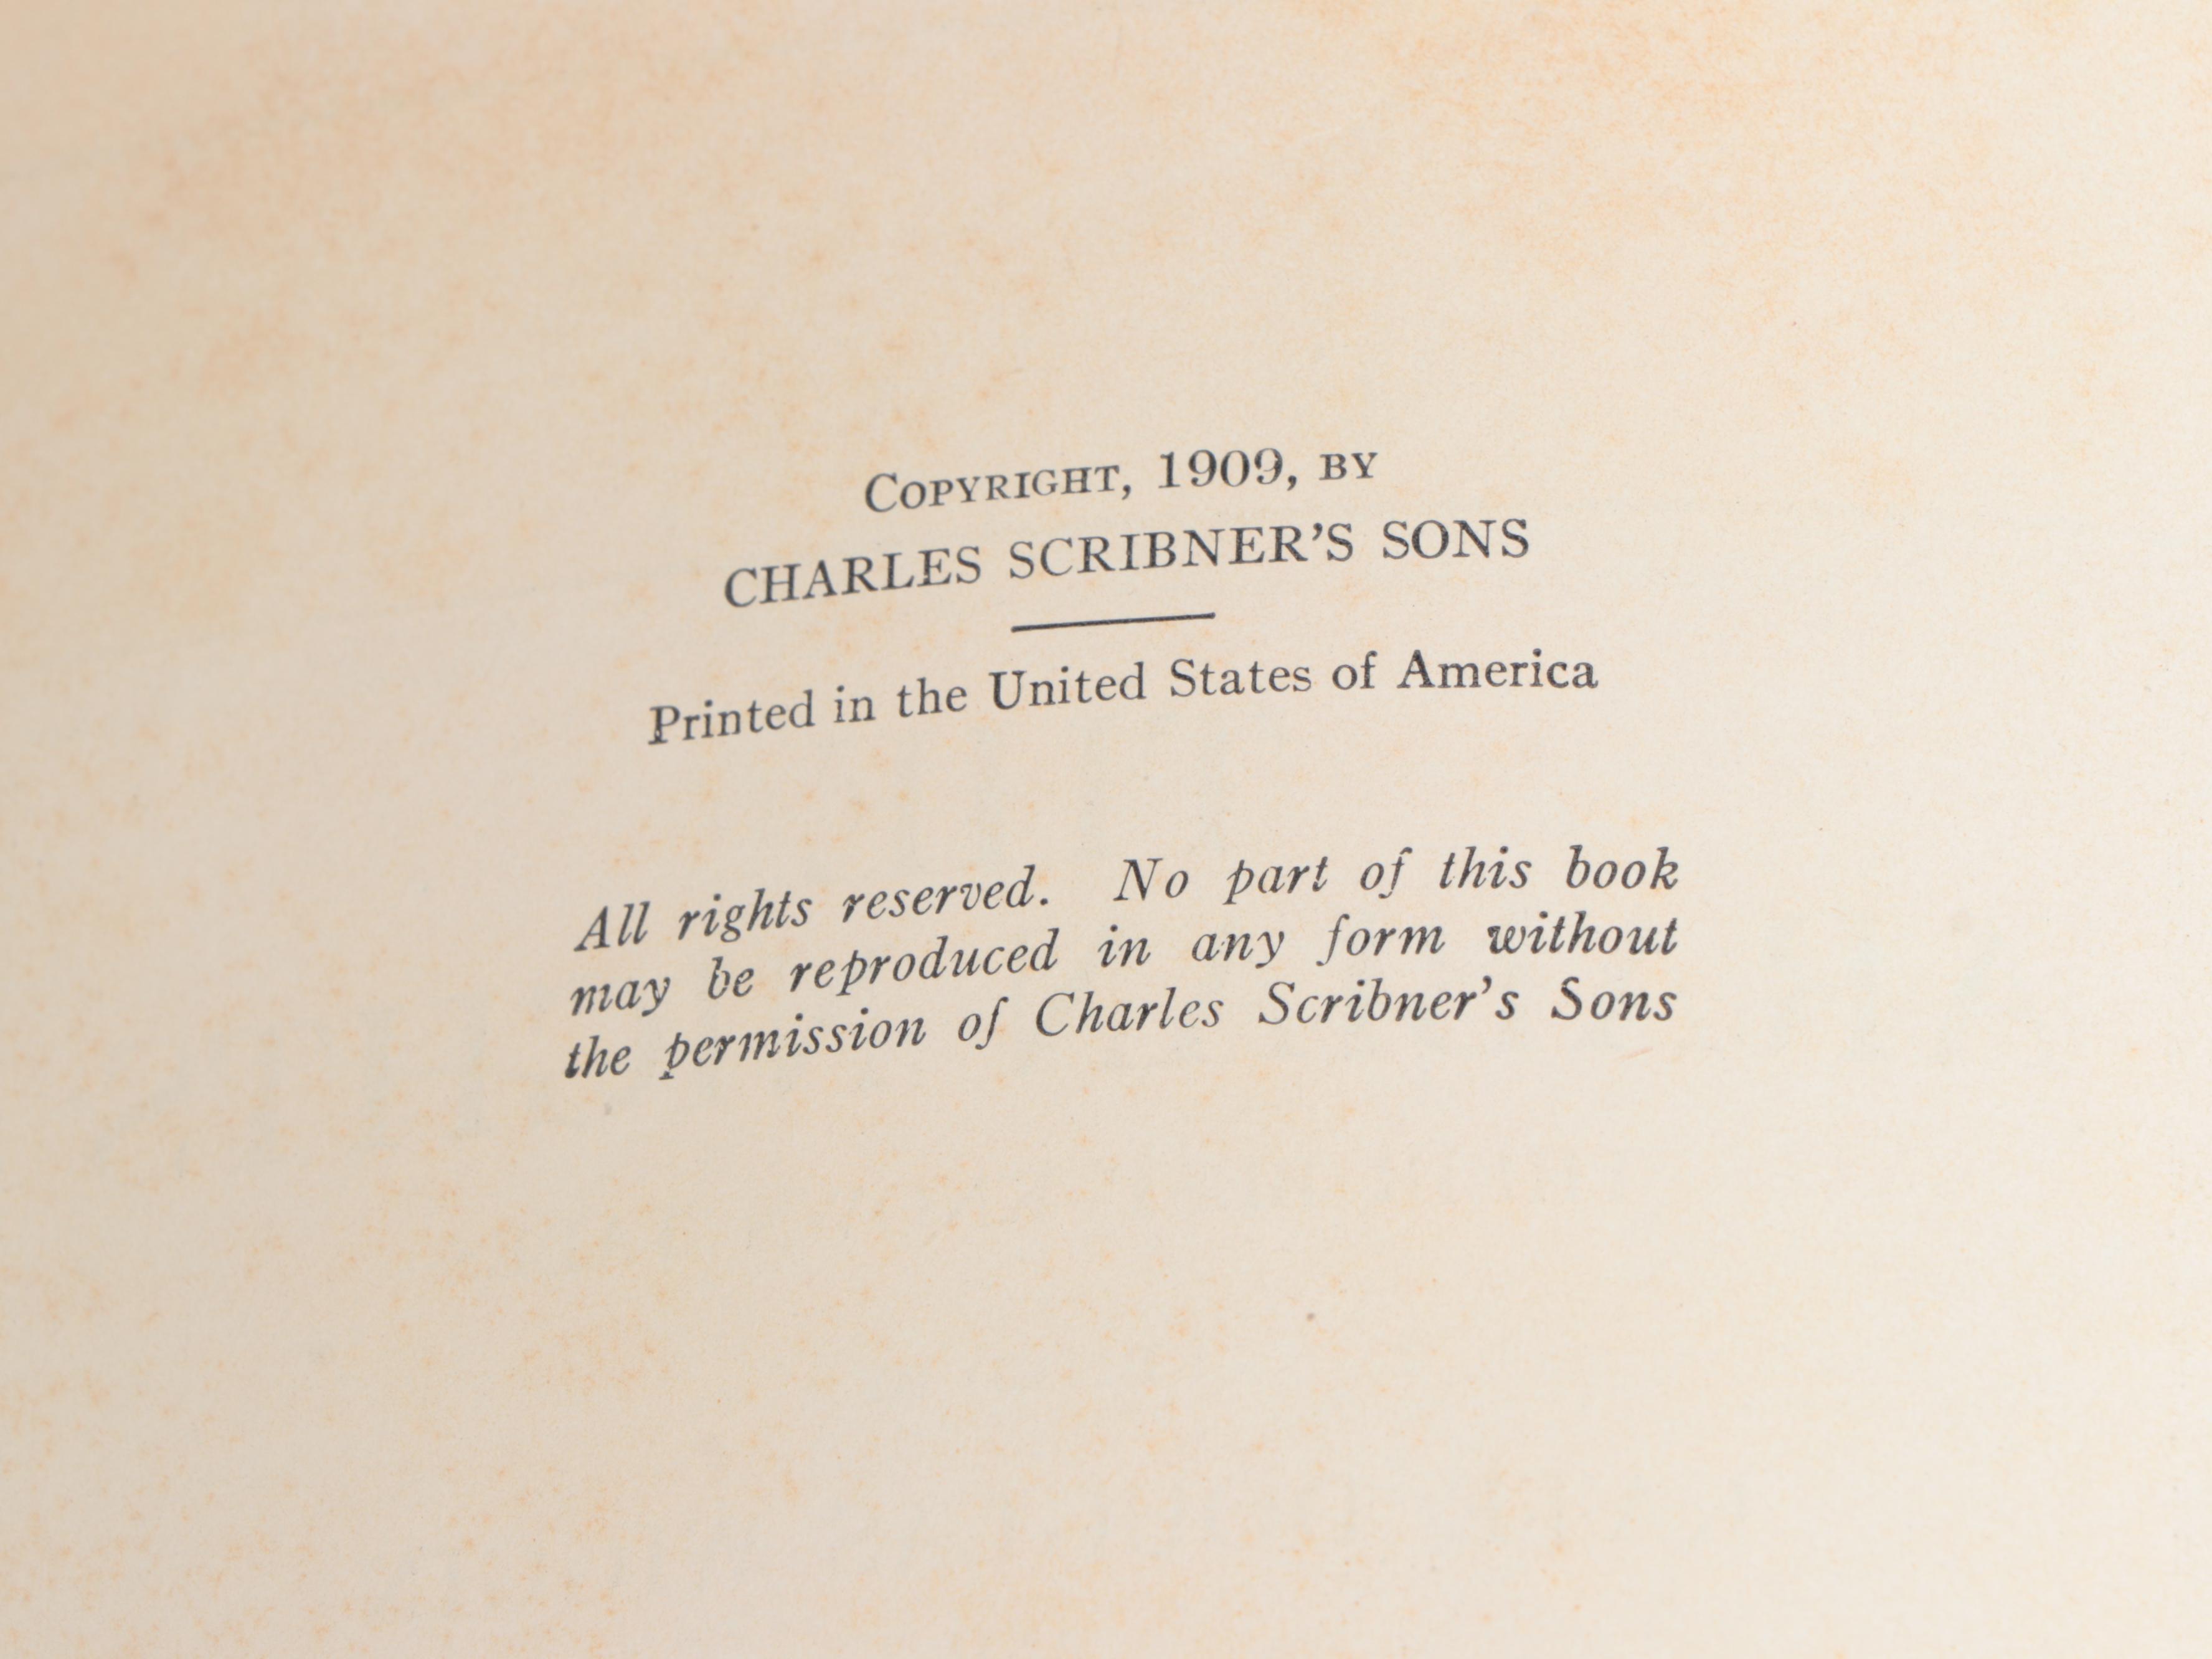 Copyright, 1909, by
CHARLES SCRIBNER'S SONS
Printed in the United States of America
All rights reserved. No part of this book
may be reproduced in any form without
the permission of Charles Scribner's Sons